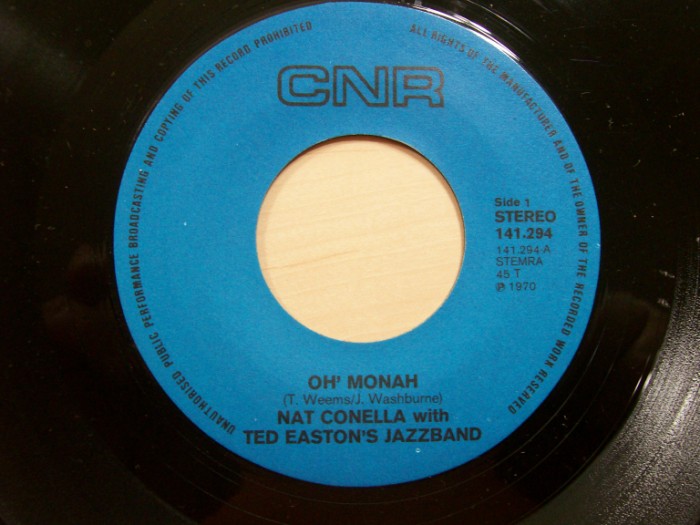 ALL RIGHTS OF THE MANUFACTURER AND OF THE OWNER OF THE RECORDED WORK RESERVED
UNAUTHORISED PUBLIC PERFORMANCE BROADCASTING AND COPYING OF THIS RECORD PROHIBITED
CNR
Side 1
STEREO
141.294
141.294-A
STEMRA
45 T
℗ 1970
OH' MONAH
(T. Weems/J. Washburne)
NAT CONELLA with
TED EASTON'S JAZZBAND